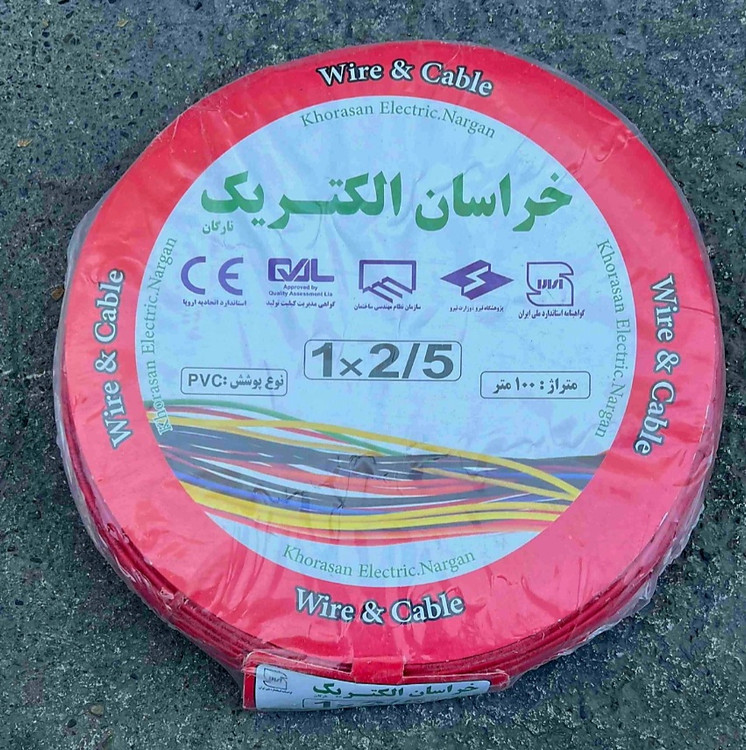 Wire & Cable
Khorasan Electric.Nargan
خراسان الکتریک
نارگان
CE
استاندارد اتحادیه اروپا
QAL
Approved by
Quality Assessment Ltd
گواهی مدیریت کیفیت تولید
سازمان نظام مهندسی ساختمان
پژوهشگاه نیرو وزارت نیرو
گواهینامه استاندارد ملی ایران
1×2/5
نوع پوشش :PVC
متراژ : ۱۰۰ متر
Wire & Cable
Khorasan Electric.Nargan
Khorasan Electric.Nargan
Wire & Cable
Khorasan Electric.Nargan
Wire & Cable
خراسان الکتریک